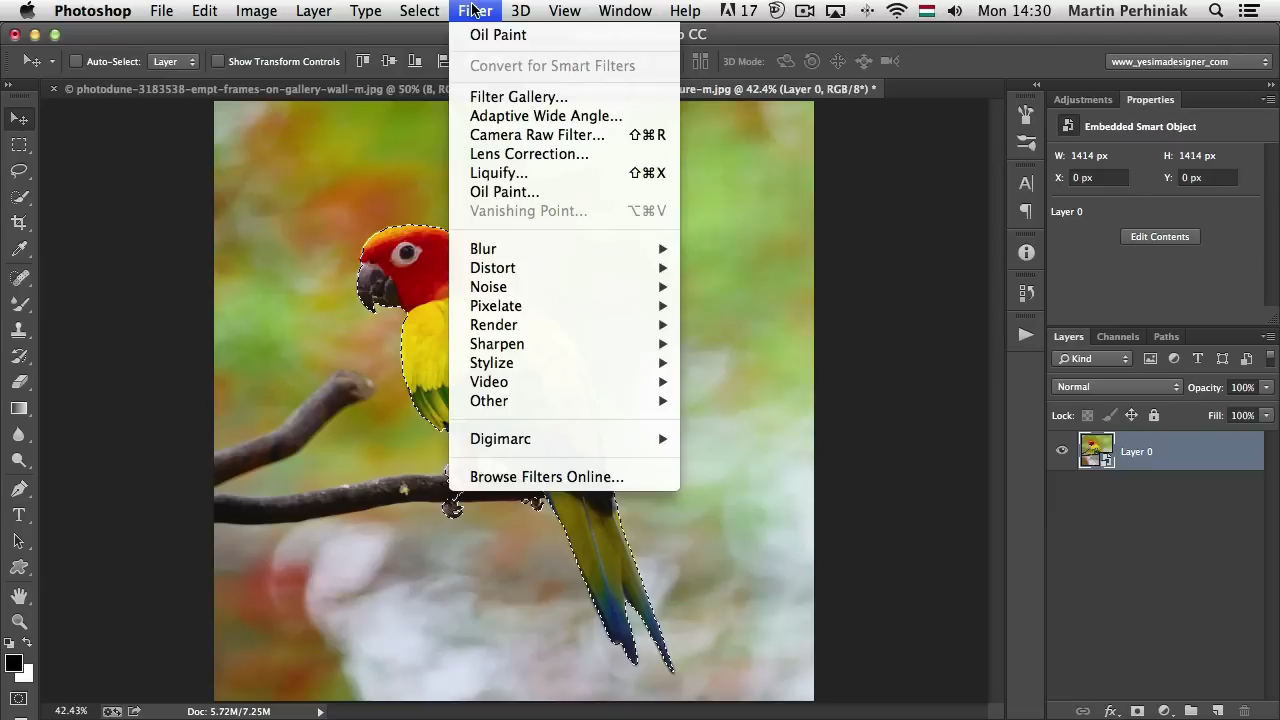 Photoshop File Edit Image Layer Type Select Filter 3D View Window Help 17 Mon 14:30 Martin Perhiniak
CC
Auto-Select: Layer Show Transform Controls 3D Mode: www_yesimadesigner_com
© photodune-3183538-empt-frames-on-gallery-wall-m.jpg @ 50% (B, RG ure-m.jpg @ 42.4% (Layer 0, RGB/8*) *
Oil Paint
Convert for Smart Filters
Filter Gallery...
Adaptive Wide Angle...
Camera Raw Filter... ⇧⌘R
Lens Correction...
Liquify... ⇧⌘X
Oil Paint...
Vanishing Point... ⌥⌘V
Blur
Distort
Noise
Pixelate
Render
Sharpen
Stylize
Video
Other
Digimarc
Browse Filters Online...
Adjustments Properties
Embedded Smart Object
W: 1414 px H: 1414 px
X: 0 px Y: 0 px
Layer 0
Edit Contents
Layers Channels Paths
Kind
Normal Opacity: 100%
Lock: Fill: 100%
Layer 0
42.43% Doc: 5.72M/7.25M